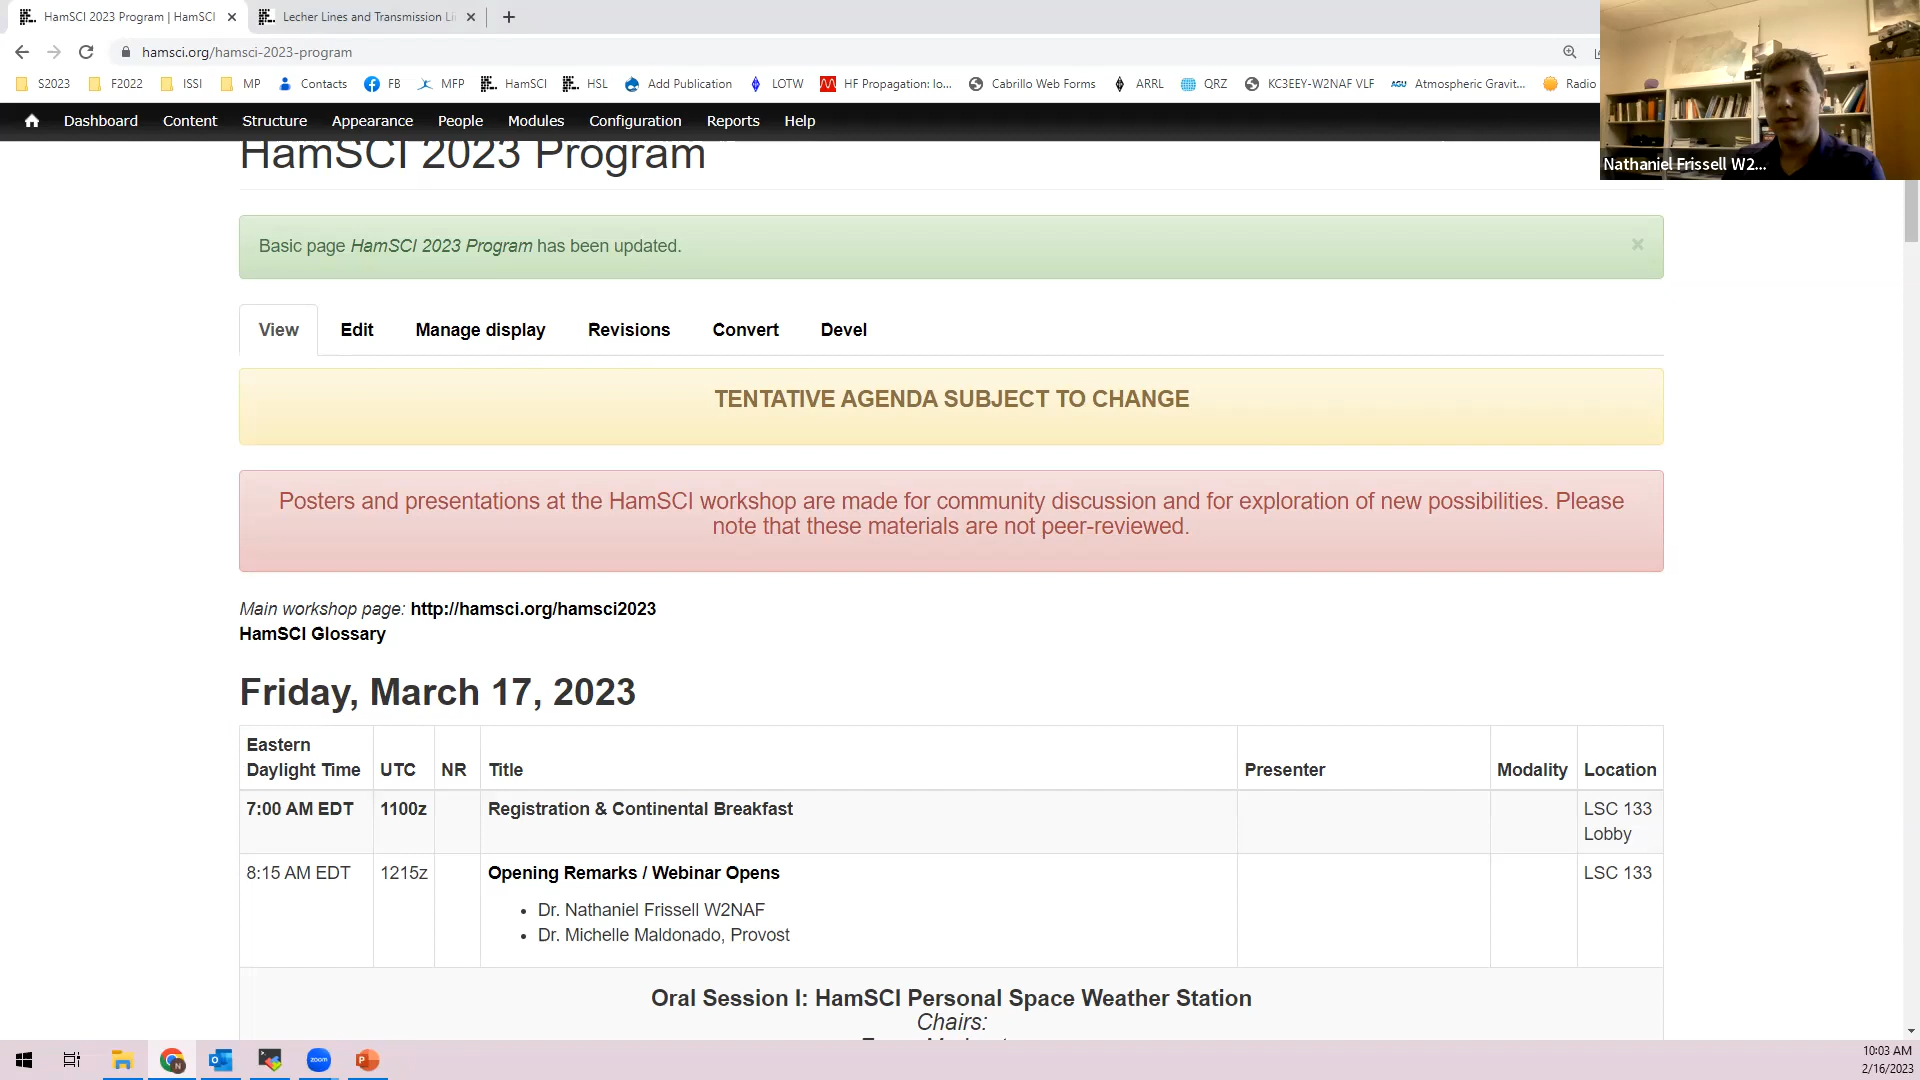 HamSCI 2023 Program | HamSCI
Lecher Lines and Transmission Li
hamsci.org/hamsci-2023-program
S2023 F2022 ISSI MP Contacts FB MFP HamSCI HSL Add Publication LOTW HF Propagation: Io... Cabrillo Web Forms ARRL QRZ KC3EEY-W2NAF VLF AGU Atmospheric Gravit... Radio
Dashboard Content Structure Appearance People Modules Configuration Reports Help
Nathaniel Frissell W2...
HamSCI 2023 Program
Basic page HamSCI 2023 Program has been updated.
View Edit Manage display Revisions Convert Devel
TENTATIVE AGENDA SUBJECT TO CHANGE
Posters and presentations at the HamSCI workshop are made for community discussion and for exploration of new possibilities. Please
note that these materials are not peer-reviewed.
Main workshop page: http://hamsci.org/hamsci2023
HamSCI Glossary
Friday, March 17, 2023
Eastern
Daylight Time UTC NR Title Presenter Modality Location
7:00 AM EDT 1100z Registration & Continental Breakfast LSC 133
Lobby
8:15 AM EDT 1215z Opening Remarks / Webinar Opens LSC 133
• Dr. Nathaniel Frissell W2NAF
• Dr. Michelle Maldonado, Provost
Oral Session I: HamSCI Personal Space Weather Station
Chairs:
zoom
10:03 AM
2/16/2023